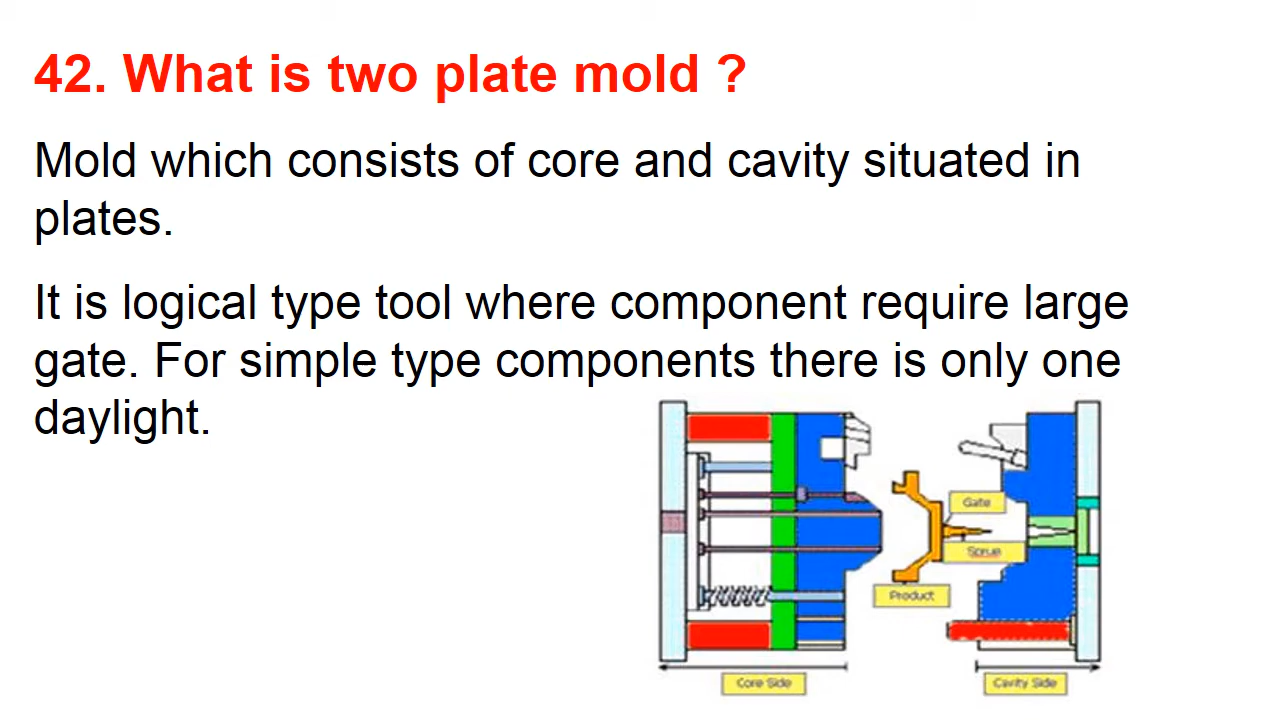 42. What is two plate mold ?
Mold which consists of core and cavity situated in
plates.
It is logical type tool where component require large
gate. For simple type components there is only one
daylight.
Gate
Sprue
Product
Core Side
Cavity Side